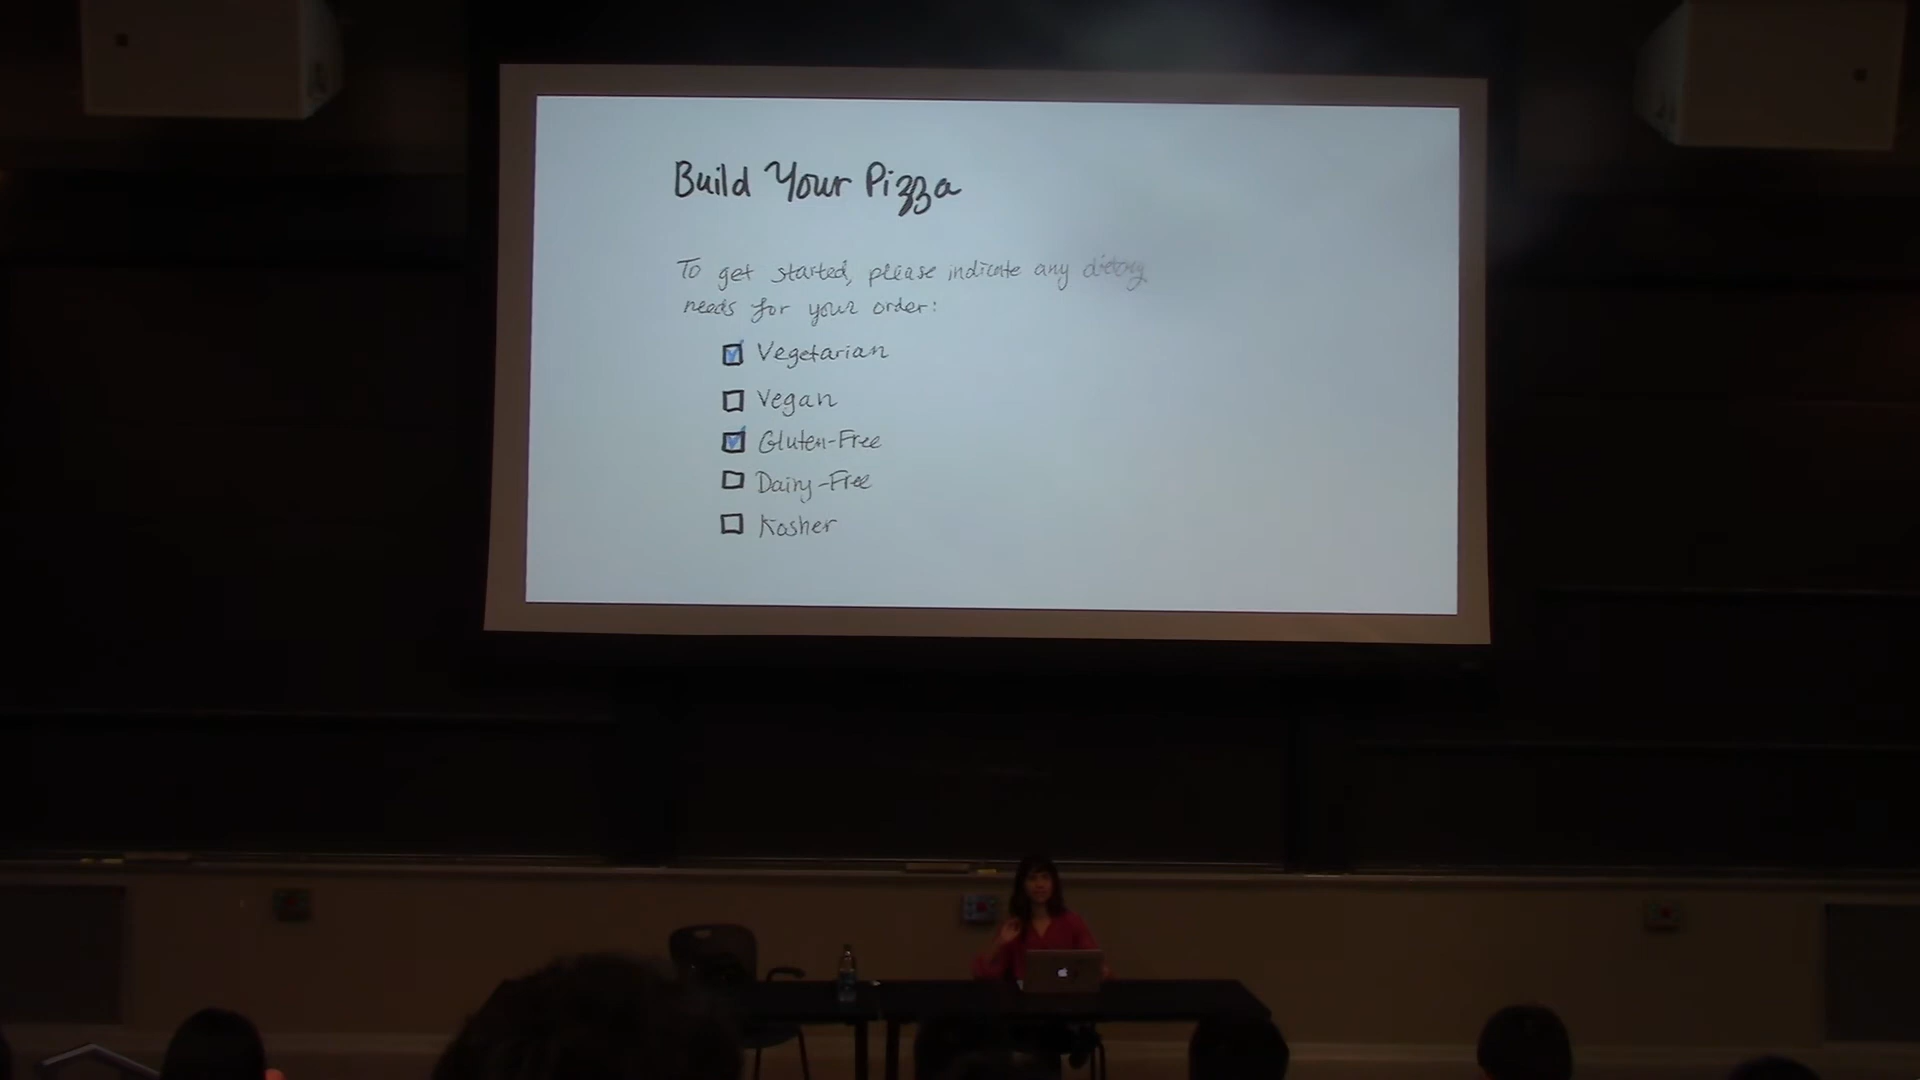 Build Your Pizza
To get started, please indicate any dietary
needs for your order:
Vegetarian
Vegan
Gluten-Free
Dairy-Free
Kosher